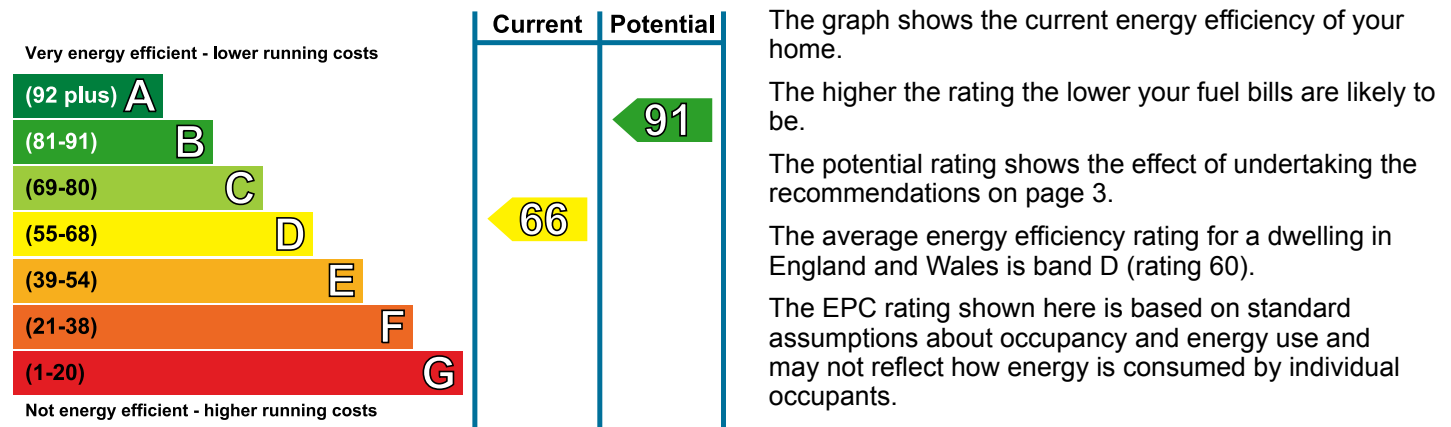 Current Potential
Very energy efficient - lower running costs
(92 plus) A
(81-91) B
91
(69-80) C
66
(55-68) D
(39-54) E
(21-38) F
(1-20) G
Not energy efficient - higher running costs
The graph shows the current energy efficiency of your
home.
The higher the rating the lower your fuel bills are likely to
be.
The potential rating shows the effect of undertaking the
recommendations on page 3.
The average energy efficiency rating for a dwelling in
England and Wales is band D (rating 60).
The EPC rating shown here is based on standard
assumptions about occupancy and energy use and
may not reflect how energy is consumed by individual
occupants.